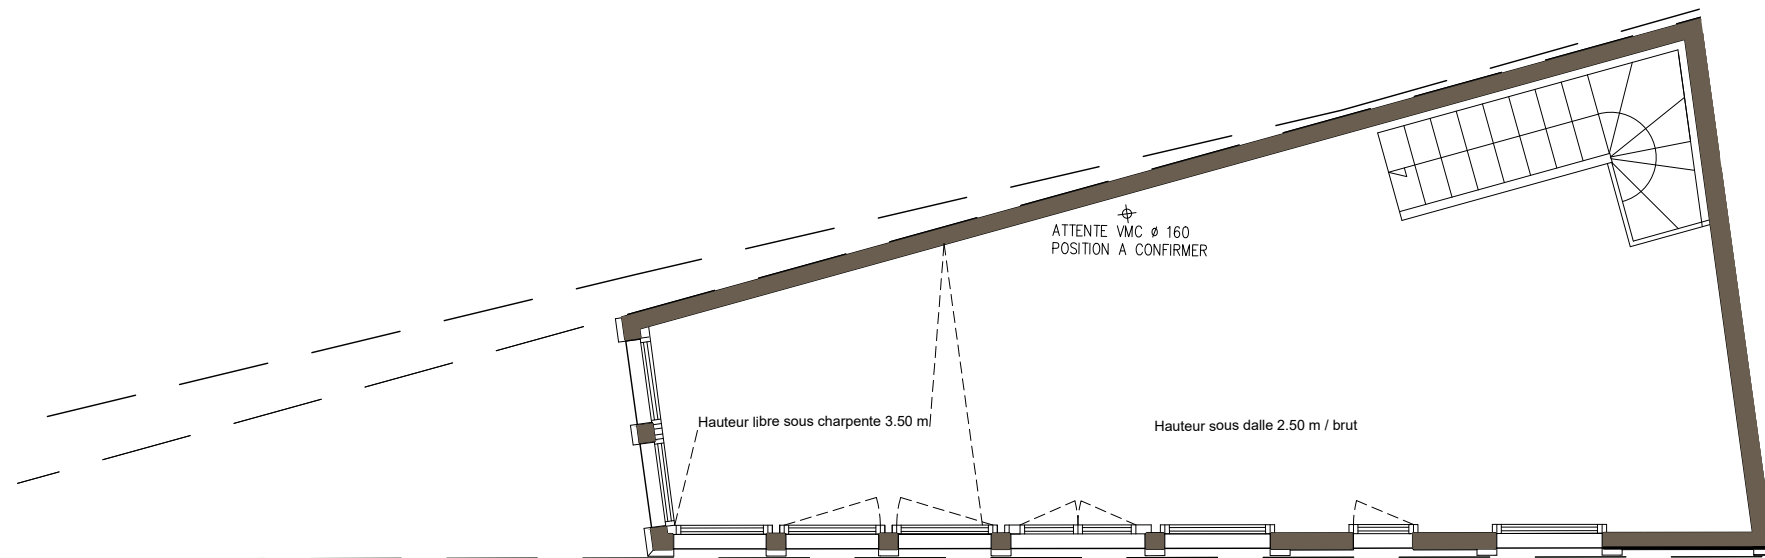 ATTENTE VMC ø 160
POSITION A CONFIRMER
Hauteur libre sous charpente 3.50 m
Hauteur sous dalle 2.50 m / brut